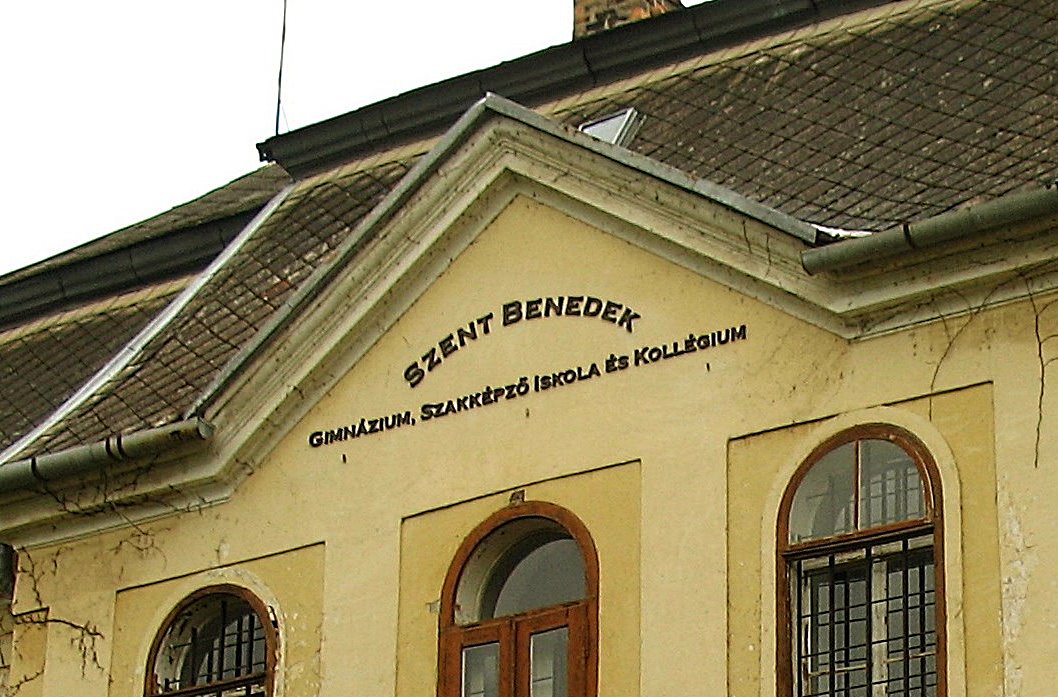 SZENT BENEDEK
GIMNÁZIUM, SZAKKÉPZŐ ISKOLA ÉS KOLLÉGIUM